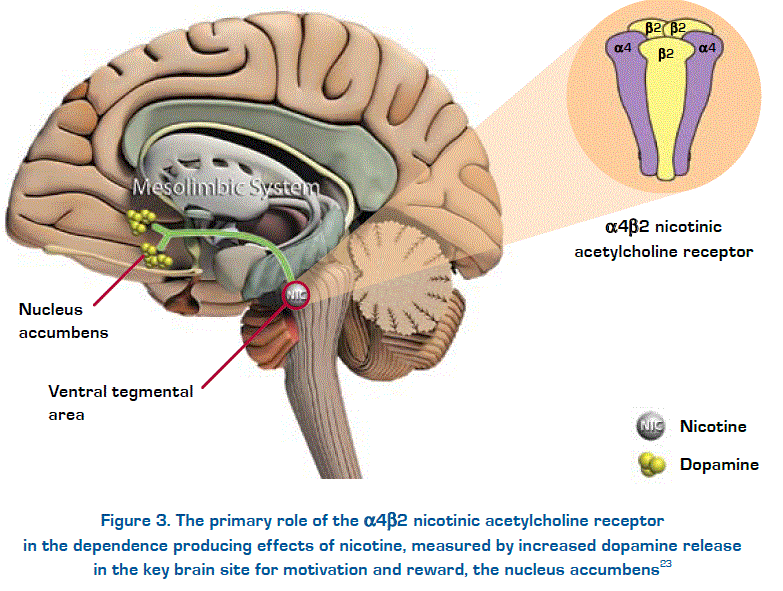 β2 β2
α4 β2 α4
Mesolimbic System
α4β2 nicotinic
acetylcholine receptor
Nucleus
accumbens
NIC
Ventral tegmental
area
NIC Nicotine
Dopamine
Figure 3. The primary role of the α4β2 nicotinic acetylcholine receptor
in the dependence producing effects of nicotine, measured by increased dopamine release
in the key brain site for motivation and reward, the nucleus accumbens23